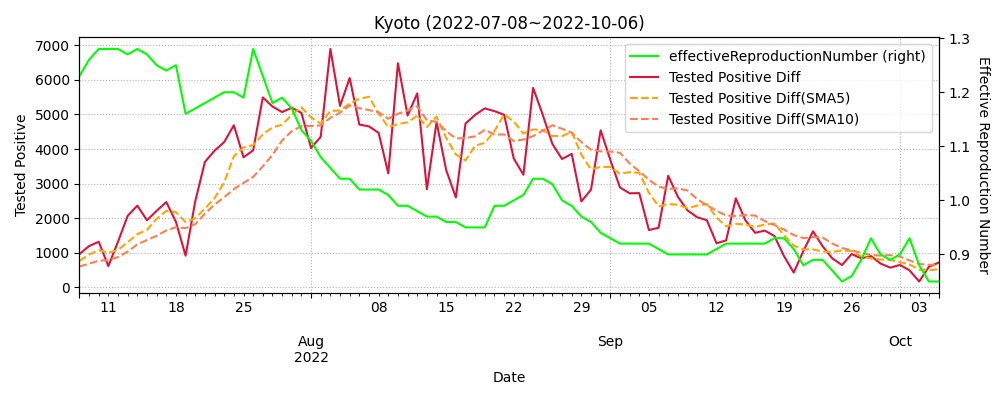 Kyoto (2022-07-08~2022-10-06)
effectiveReproductionNumber (right)
Tested Positive Diff
Tested Positive Diff(SMA5)
Tested Positive Diff(SMA10)
Tested Positive
7000
6000
5000
4000
3000
2000
1000
0
1.3
1.2
1.1
1.0
0.9
Effective Reproduction Number
11 18 25 08 15 22 29 05 12 19 26 03
Aug Sep Oct
2022
Date